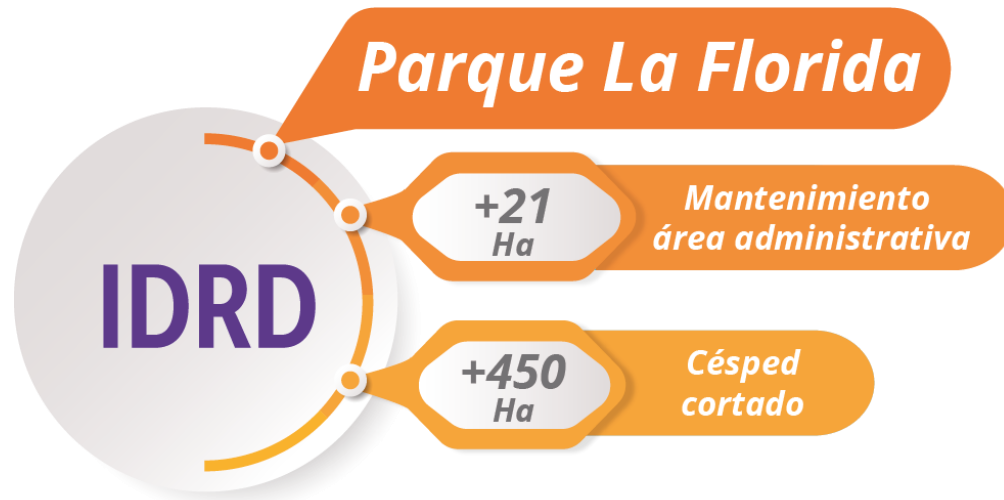 Parque La Florida
IDRD
+21
Ha
Mantenimiento
área administrativa
+450
Ha
Césped
cortado